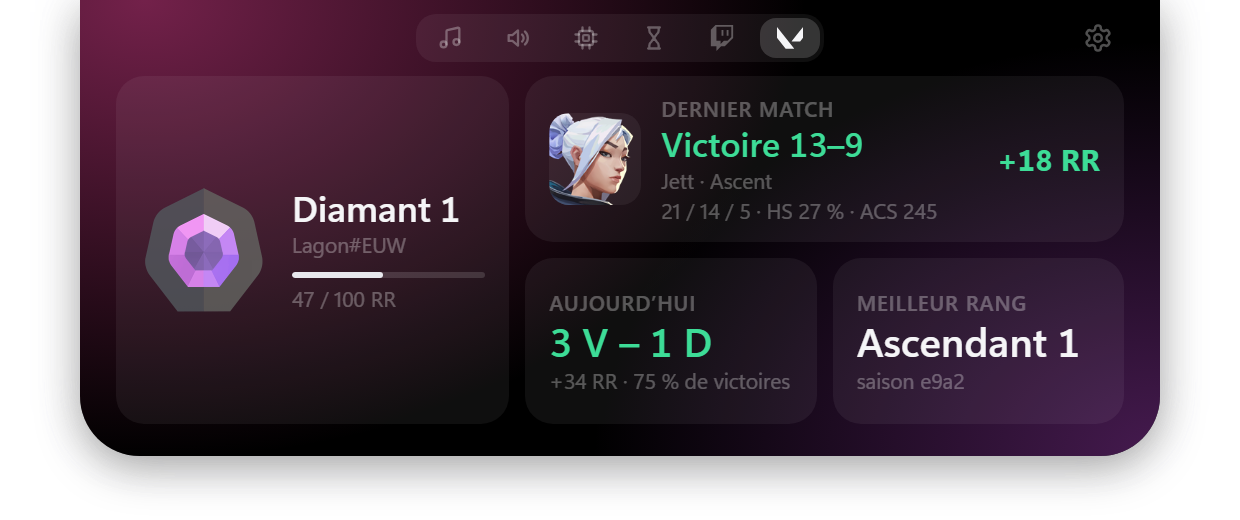 Diamant 1
Lagon#EUW
47 / 100 RR
DERNIER MATCH
Victoire 13–9
Jett · Ascent
21 / 14 / 5 · HS 27 % · ACS 245
+18 RR
AUJOURD’HUI
3 V – 1 D
+34 RR · 75 % de victoires
MEILLEUR RANG
Ascendant 1
saison e9a2